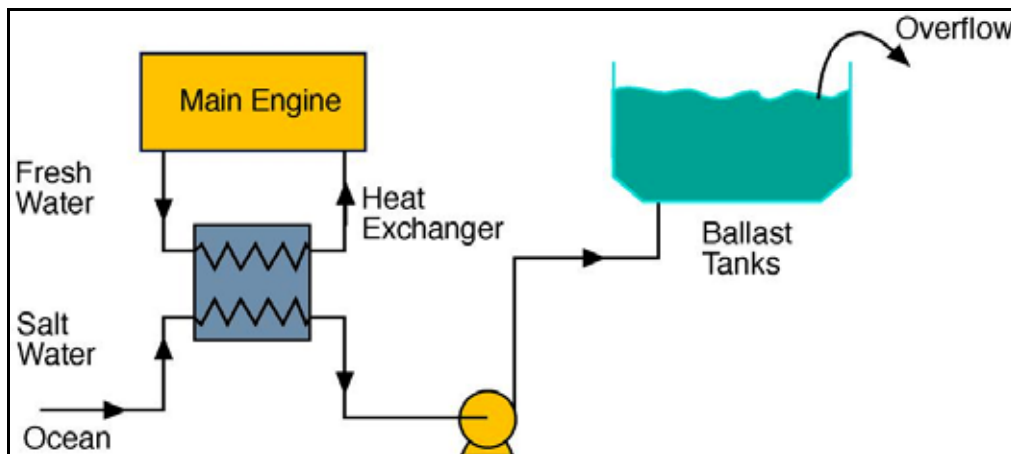 Overflow
Main Engine
Fresh
Water
Heat
Exchanger
Ballast
Tanks
Salt
Water
Ocean